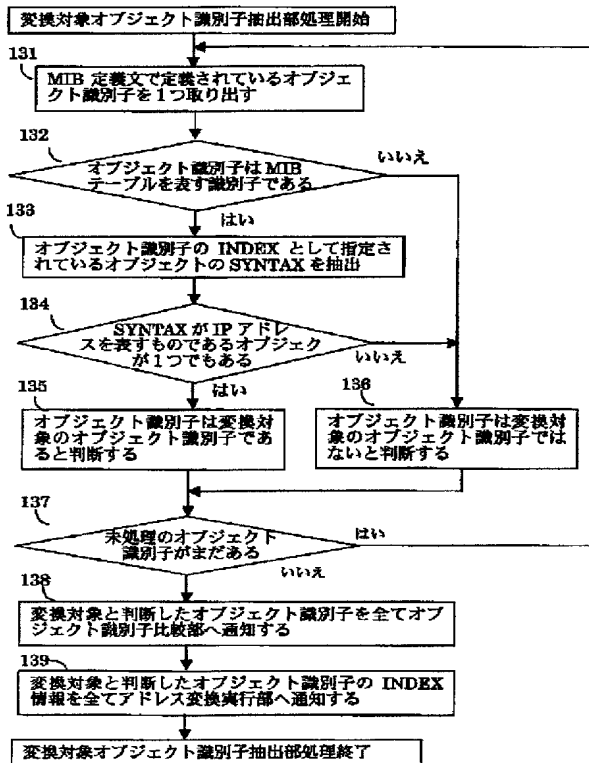 変換対象オブジェクト識別子抽出部処理開始
131
MIB 定義文で定義されているオブジェ
クト識別子を1つ取り出す
132
オブジェクト識別子は MIB
テーブルを表す識別子である
いいえ
はい
133
オブジェクト識別子の INDEX として指定さ
れているオブジェクトの SYNTAX を抽出
134
SYNTAX が IP アドレ
スを表すものであるオブジェク
が1つでもある
いいえ
はい
135
オブジェクト識別子は変換対
象のオブジェクト識別子であ
ると判断する
136
オブジェクト識別子は変換対
象のオブジェクト識別子では
ないと判断する
137
未処理のオブジェクト
識別子がまだある
はい
いいえ
138
変換対象と判断したオブジェクト識別子を全てオブ
ジェクト識別子比較部へ通知する
139
変換対象と判断したオブジェクト識別子の INDEX
情報を全てアドレス変換実行部へ通知する
変換対象オブジェクト識別子抽出部処理終了